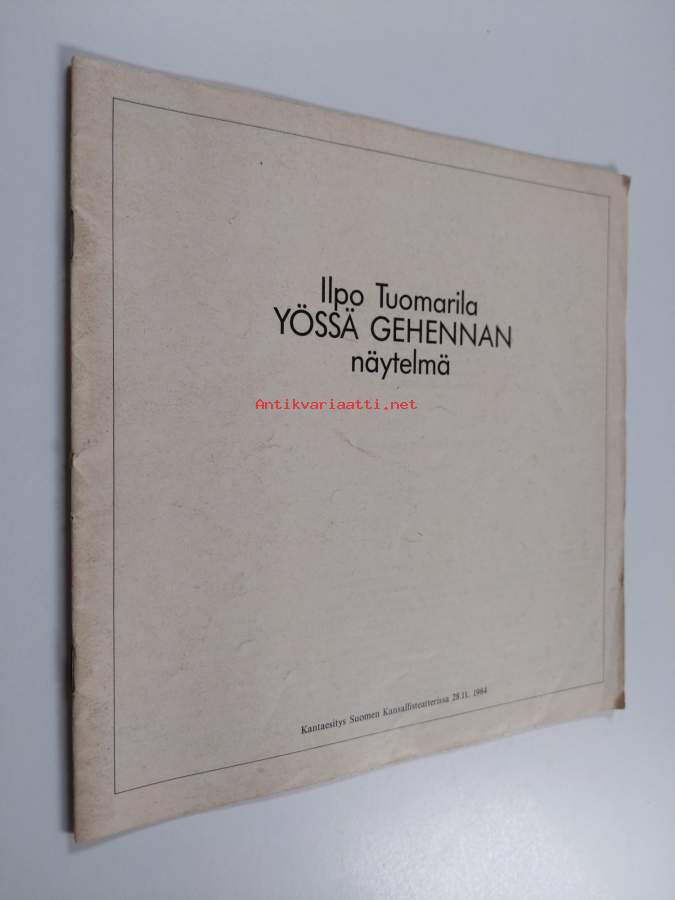 Ilpo Tuomarila
YÖSSÄ GEHENNAN
näytelmä
Antikvariaatti.net
Kantaesitys Suomen Kansallisteatterissa 28.11. 1984